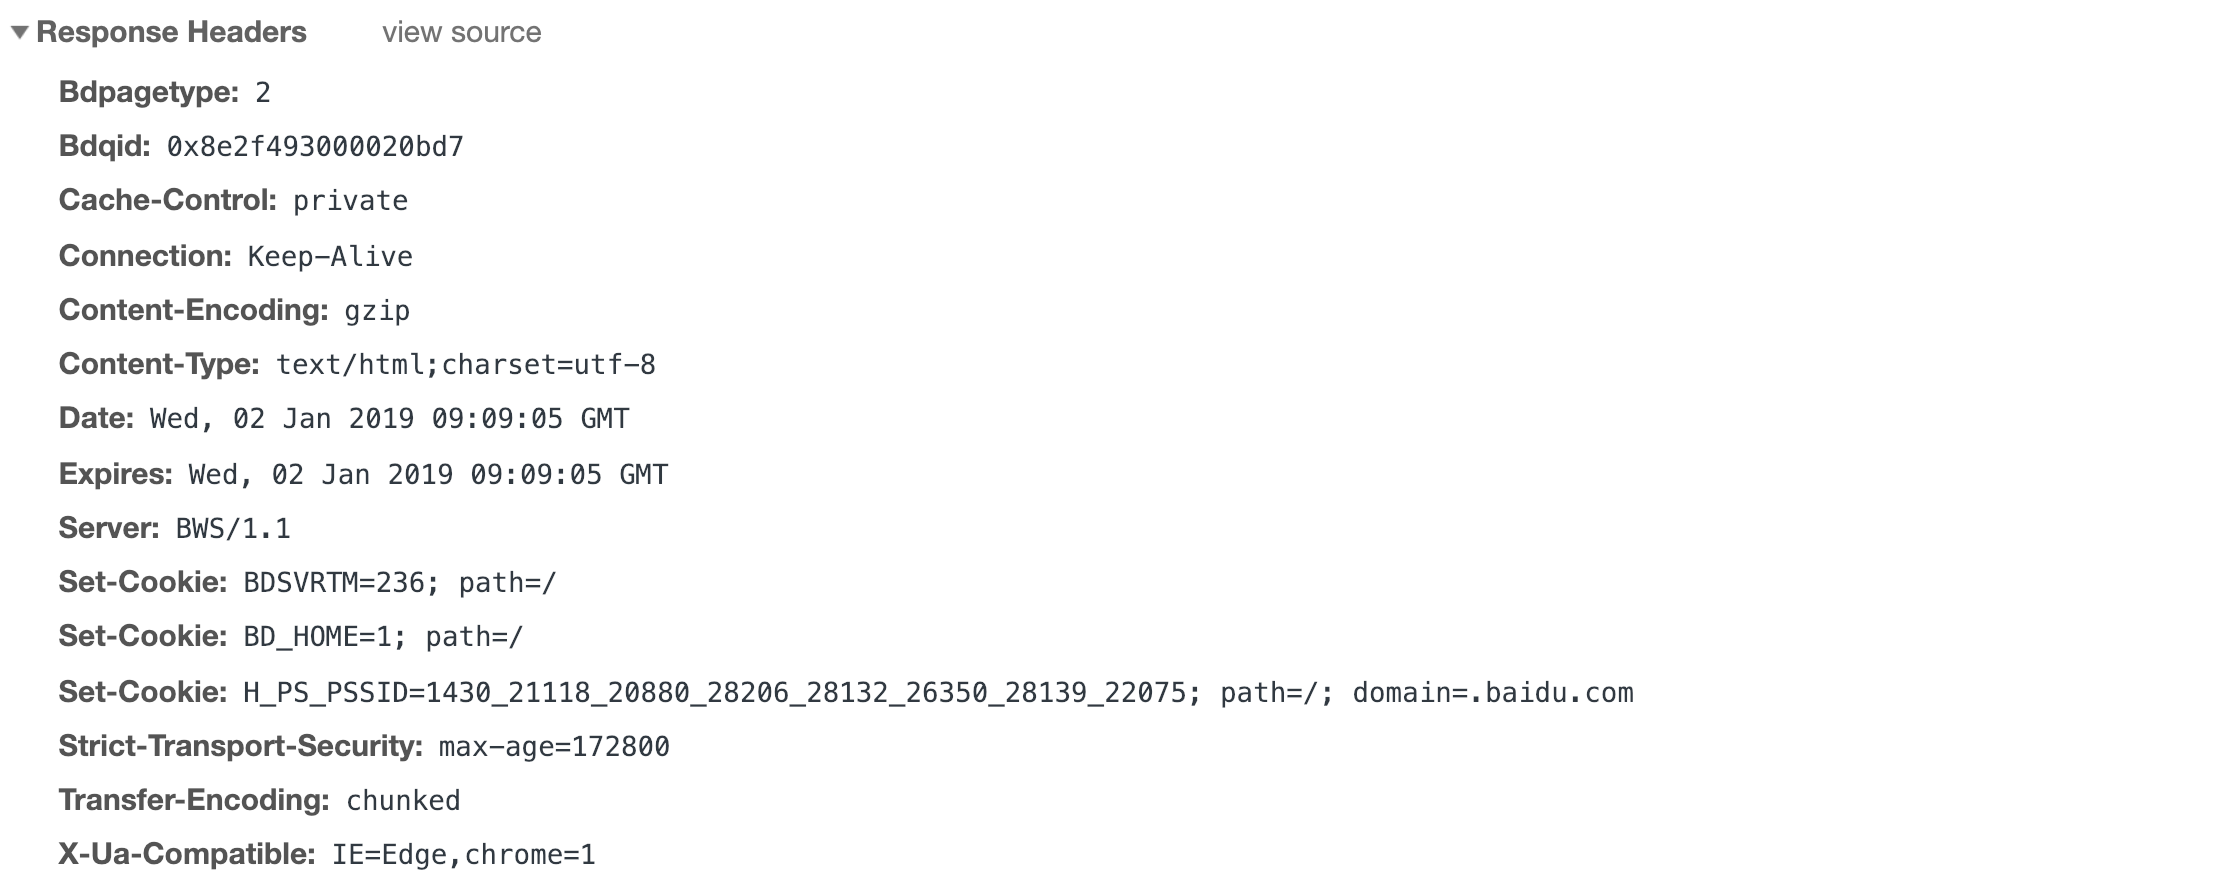 Response Headers view source
Bdpagetype: 2
Bdqid: 0x8e2f493000020bd7
Cache-Control: private
Connection: Keep-Alive
Content-Encoding: gzip
Content-Type: text/html;charset=utf-8
Date: Wed, 02 Jan 2019 09:09:05 GMT
Expires: Wed, 02 Jan 2019 09:09:05 GMT
Server: BWS/1.1
Set-Cookie: BDSVRTM=236; path=/
Set-Cookie: BD_HOME=1; path=/
Set-Cookie: H_PS_PSSID=1430_21118_20880_28206_28132_26350_28139_22075; path=/; domain=.baidu.com
Strict-Transport-Security: max-age=172800
Transfer-Encoding: chunked
X-Ua-Compatible: IE=Edge,chrome=1